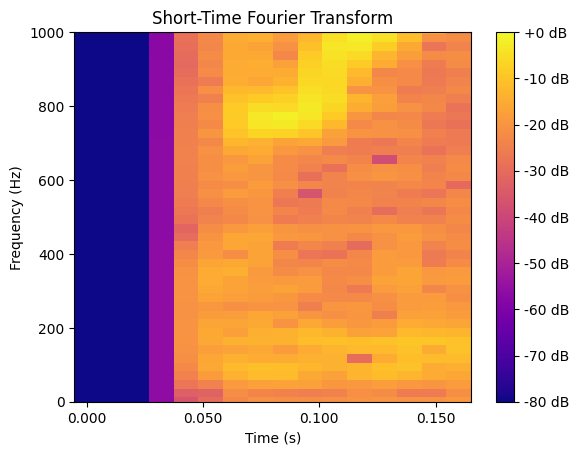 Short-Time Fourier Transform
1000
800
600
400
200
0
Frequency (Hz)
0.000
0.050
0.100
0.150
Time (s)
+0 dB
-10 dB
-20 dB
-30 dB
-40 dB
-50 dB
-60 dB
-70 dB
-80 dB